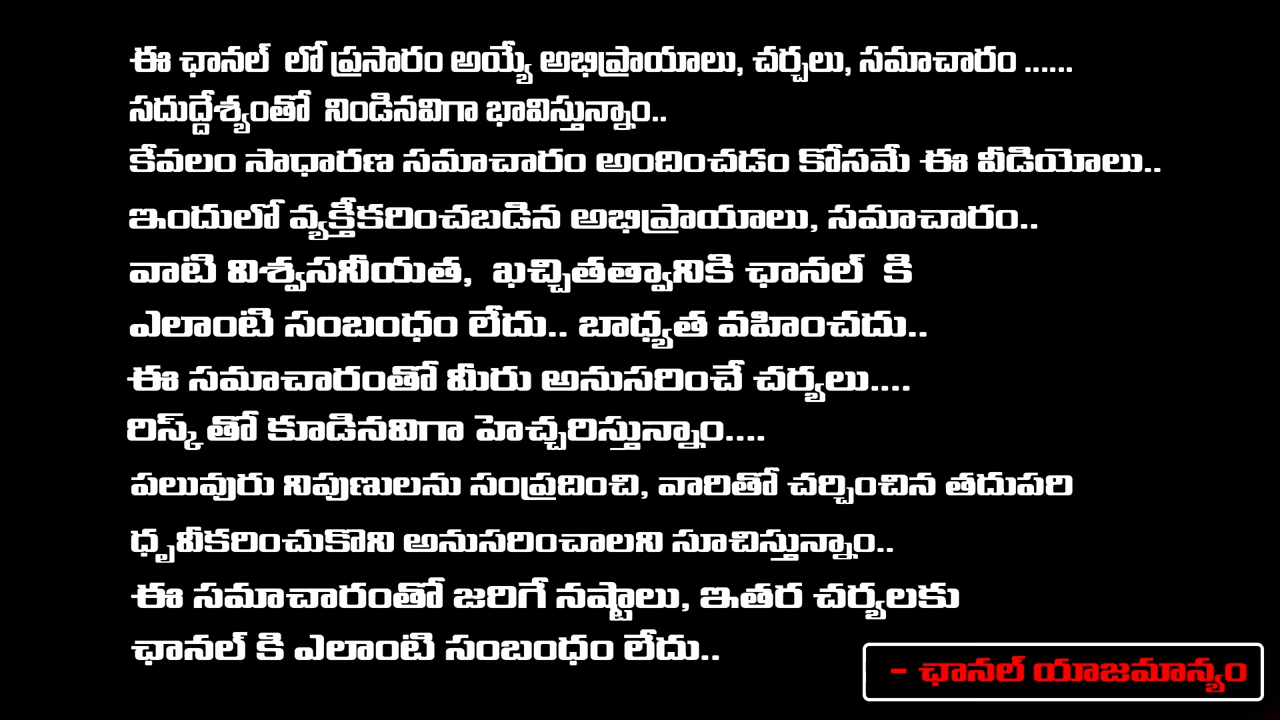 ఈ ఛానల్ లో ప్రసారం అయ్యే అభిప్రాయాలు, చర్చలు, సమాచారం ......
సదుద్దేశ్యంతో నిండినవిగా భావిస్తున్నాం..
కేవలం సాధారణ సమాచారం అందించడం కోసమే ఈ వీడియోలు..
ఇందులో వ్యక్తీకరించబడిన అభిప్రాయాలు, సమాచారం..
వాటి విశ్వసనీయత, ఖచ్చితత్వానికి ఛానల్ కి
ఎలాంటి సంబంధం లేదు.. బాధ్యత వహించదు..
ఈ సమాచారంతో మీరు అనుసరించే చర్యలు....
రిస్క్ తో కూడినవిగా హెచ్చరిస్తున్నాం....
పలువురు నిపుణులను సంప్రదించి, వారితో చర్చించిన తదుపరి
ధృవీకరించుకొని అనుసరించాలని సూచిస్తున్నాం..
ఈ సమాచారంతో జరిగే నష్టాలు, ఇతర చర్యలకు
ఛానల్ కి ఎలాంటి సంబంధం లేదు..
- ఛానల్ యాజమాన్యం